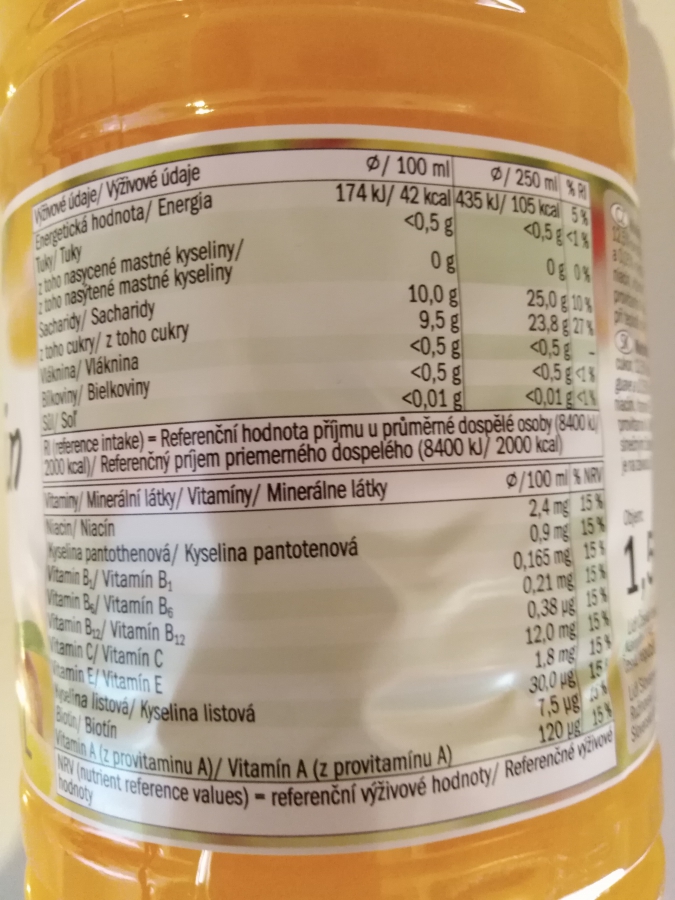 Výživové údaje/ Výživové údaje ø/ 100 ml ø/ 250 ml % RI
Energetická hodnota/ Energia 174 kJ/ 42 kcal 435 kJ/ 105 kcal 5 %
Tuky/ Tuky <0,5 g <0,5 g <1 %
z toho nasycené mastné kyseliny/
z toho nasýtené mastné kyseliny 0 g 0 g 0 %
Sacharidy/ Sacharidy 10,0 g 25,0 g 10 %
z toho cukry/ z toho cukry 9,5 g 23,8 g 27 %
Vláknina/ Vláknina <0,5 g <0,5 g –
Bílkoviny/ Bielkoviny <0,5 g <0,5 g <1 %
Sůl/ Soľ <0,01 g <0,01 g <1 %
RI (reference intake) = Referenční hodnota příjmu u průměrné dospělé osoby (8400 kJ/
2000 kcal)/ Referenčný príjem priemerného dospelého (8400 kJ/ 2000 kcal)
Vitaminy/ Minerální látky/ Vitamíny/ Minerálne látky ø/100 ml % NRV
Niacin/ Niacín 2,4 mg 15 %
Kyselina pantothenová/ Kyselina pantotenová 0,9 mg 15 %
Vitamin B₁/ Vitamín B₁ 0,165 mg 15 %
Vitamin B₆/ Vitamín B₆ 0,21 mg 15 %
Vitamin B₁₂/ Vitamín B₁₂ 0,38 µg 15 %
Vitamin C/ Vitamín C 12,0 mg 15 %
Vitamin E/ Vitamín E 1,8 mg 15 %
Kyselina listová/ Kyselina listová 30,0 µg 15 %
Biotin/ Biotín 7,5 µg 15 %
Vitamin A (z provitaminu A)/ Vitamín A (z provitamínu A) 120 µg 15 %
NRV (nutrient reference values) = referenční výživové hodnoty/ Referenčné výživové
hodnoty
CZ
SK
Objem
1,5